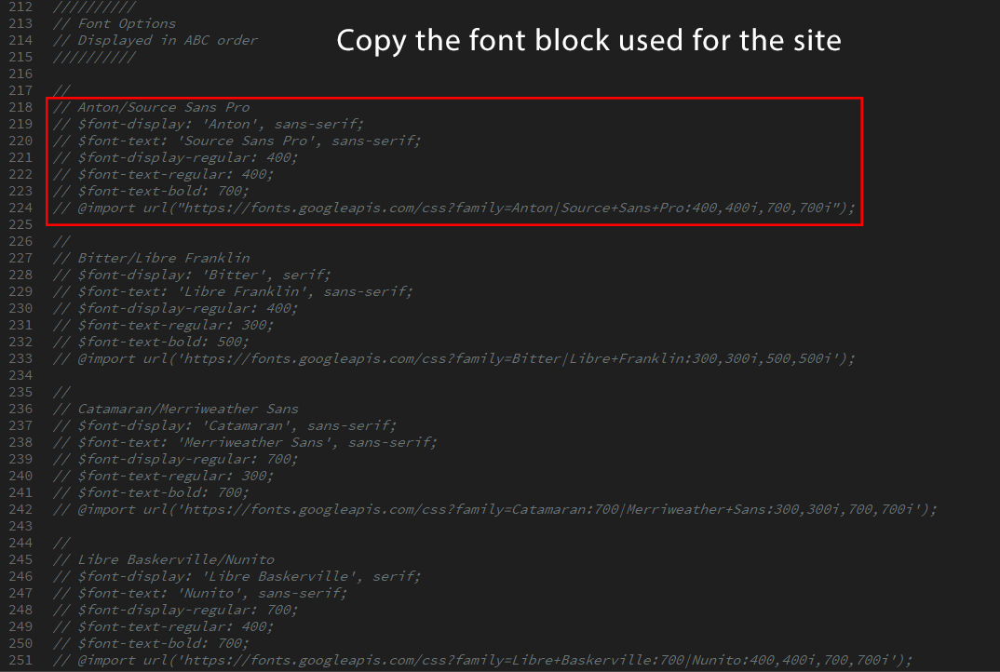 212 //////////
213 // Font Options
214 // Displayed in ABC order
215 //////////
Copy the font block used for the site
216
217 //
218 // Anton/Source Sans Pro
219 // $font-display: 'Anton', sans-serif;
220 // $font-text: 'Source Sans Pro', sans-serif;
221 // $font-display-regular: 400;
222 // $font-text-regular: 400;
223 // $font-text-bold: 700;
224 // @import url("https://fonts.googleapis.com/css?family=Anton|Source+Sans+Pro:400,400i,700,700i");
225
226 //
227 // Bitter/Libre Franklin
228 // $font-display: 'Bitter', serif;
229 // $font-text: 'Libre Franklin', sans-serif;
230 // $font-display-regular: 400;
231 // $font-text-regular: 300;
232 // $font-text-bold: 500;
233 // @import url('https://fonts.googleapis.com/css?family=Bitter|Libre+Franklin:300,300i,500,500i');
234
235 //
236 // Catamaran/Merriweather Sans
237 // $font-display: 'Catamaran', sans-serif;
238 // $font-text: 'Merriweather Sans', sans-serif;
239 // $font-display-regular: 700;
240 // $font-text-regular: 300;
241 // $font-text-bold: 700;
242 // @import url('https://fonts.googleapis.com/css?family=Catamaran:700|Merriweather+Sans:300,300i,700,700i');
243
244 //
245 // Libre Baskerville/Nunito
246 // $font-display: 'Libre Baskerville', serif;
247 // $font-text: 'Nunito', sans-serif;
248 // $font-display-regular: 700;
249 // $font-text-regular: 400;
250 // $font-text-bold: 700;
251 // @import url('https://fonts.googleapis.com/css?family=Libre+Baskerville:700|Nunito:400,400i,700,700i');